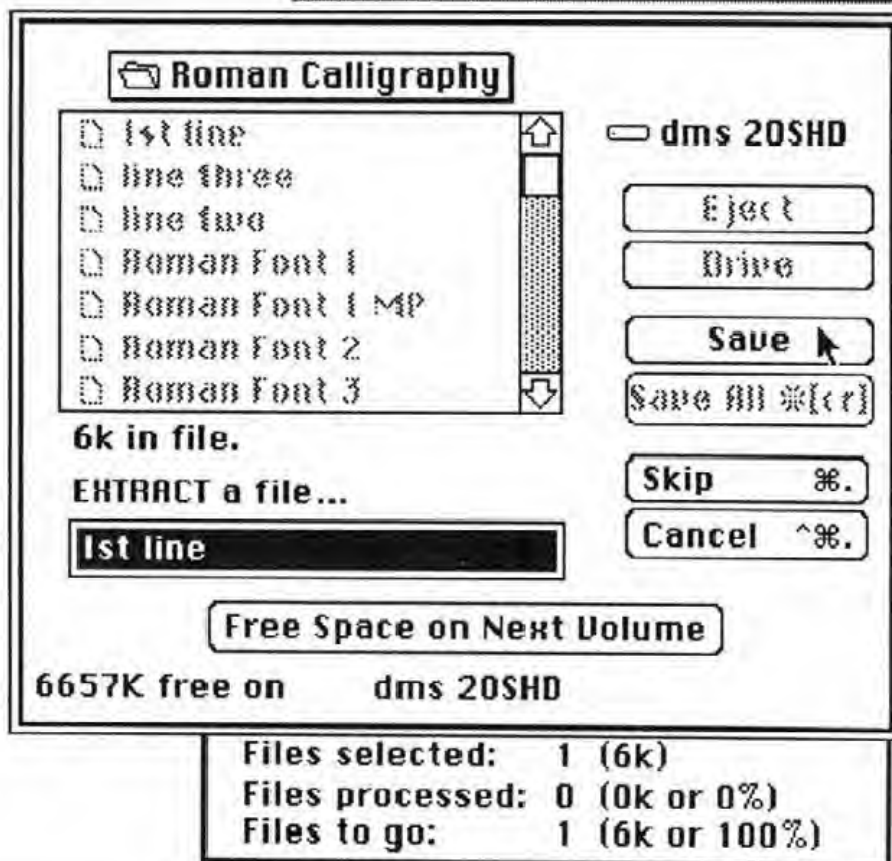 Roman Calligraphy
1st line
line three
line two
Roman Font 1
Roman Font 1 MP
Roman Font 2
Roman Font 3
6k in file.
EXTRACT a file...
1st line
dms 20SHD
Eject
Drive
Save
Save All ⌘[cr]
Skip ⌘.
Cancel ^⌘.
Free Space on Next Volume
6657K free on dms 20SHD
Files selected: 1 (6k)
Files processed: 0 (0k or 0%)
Files to go: 1 (6k or 100%)